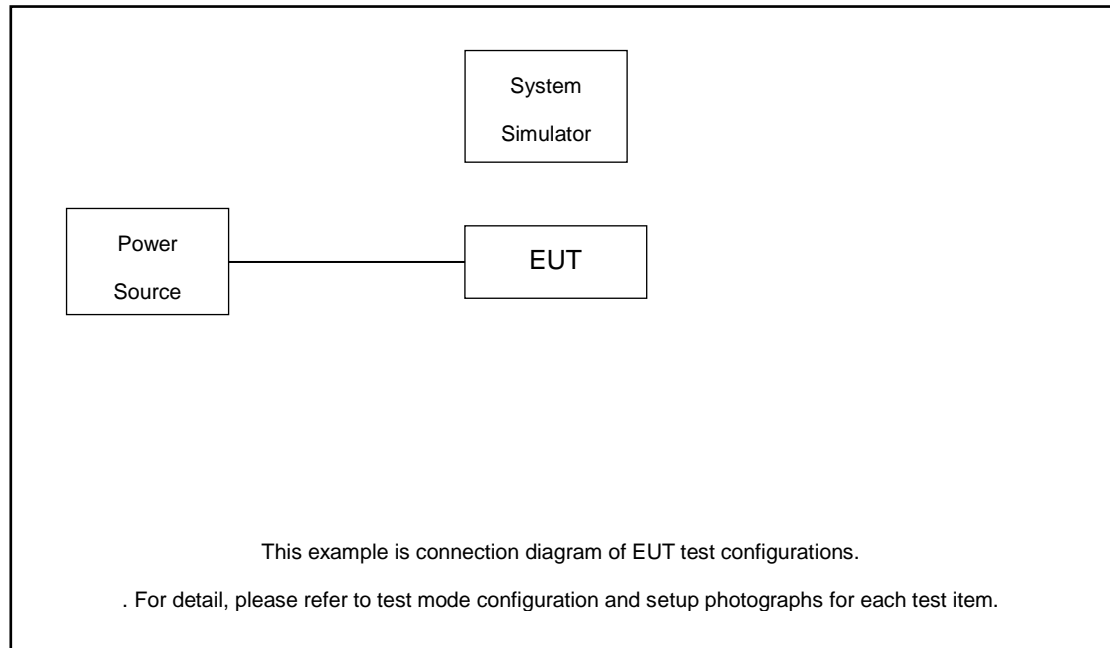 System
Simulator
Power
Source
EUT
This example is connection diagram of EUT test configurations.
. For detail, please refer to test mode configuration and setup photographs for each test item.